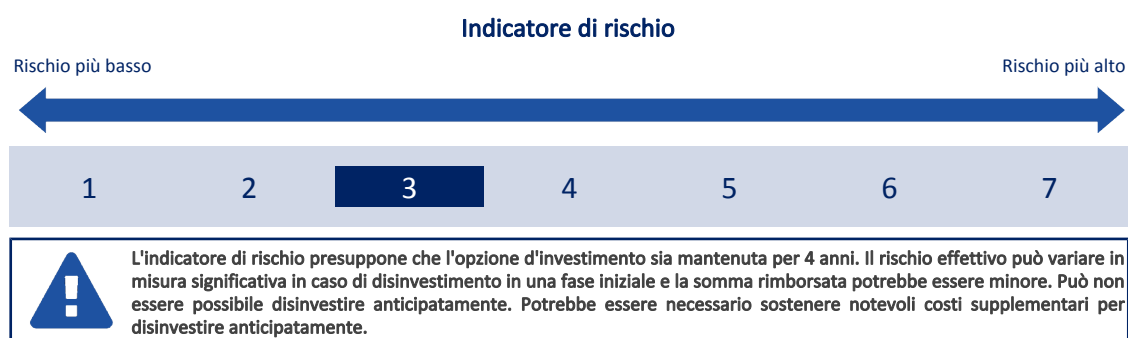 Indicatore di rischio
Rischio più basso
Rischio più alto
1 2 3 4 5 6 7
L'indicatore di rischio presuppone che l'opzione d'investimento sia mantenuta per 4 anni. Il rischio effettivo può variare in
misura significativa in caso di disinvestimento in una fase iniziale e la somma rimborsata potrebbe essere minore. Può non
essere possibile disinvestire anticipatamente. Potrebbe essere necessario sostenere notevoli costi supplementari per
disinvestire anticipatamente.